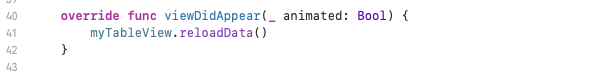 40 override func viewDidAppear(_ animated: Bool) {
41 myTableView.reloadData()
42 }
43